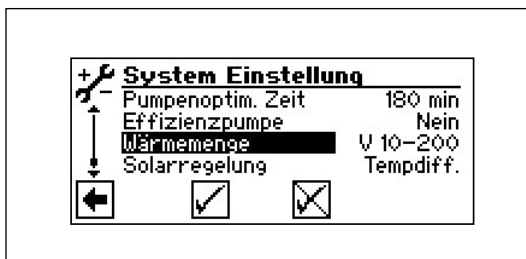 System Einstellung
Pumpenoptim. Zeit 180 min
Effizienzpumpe Nein
Wärmemenge V 10-200
Solarregelung Tempdiff.